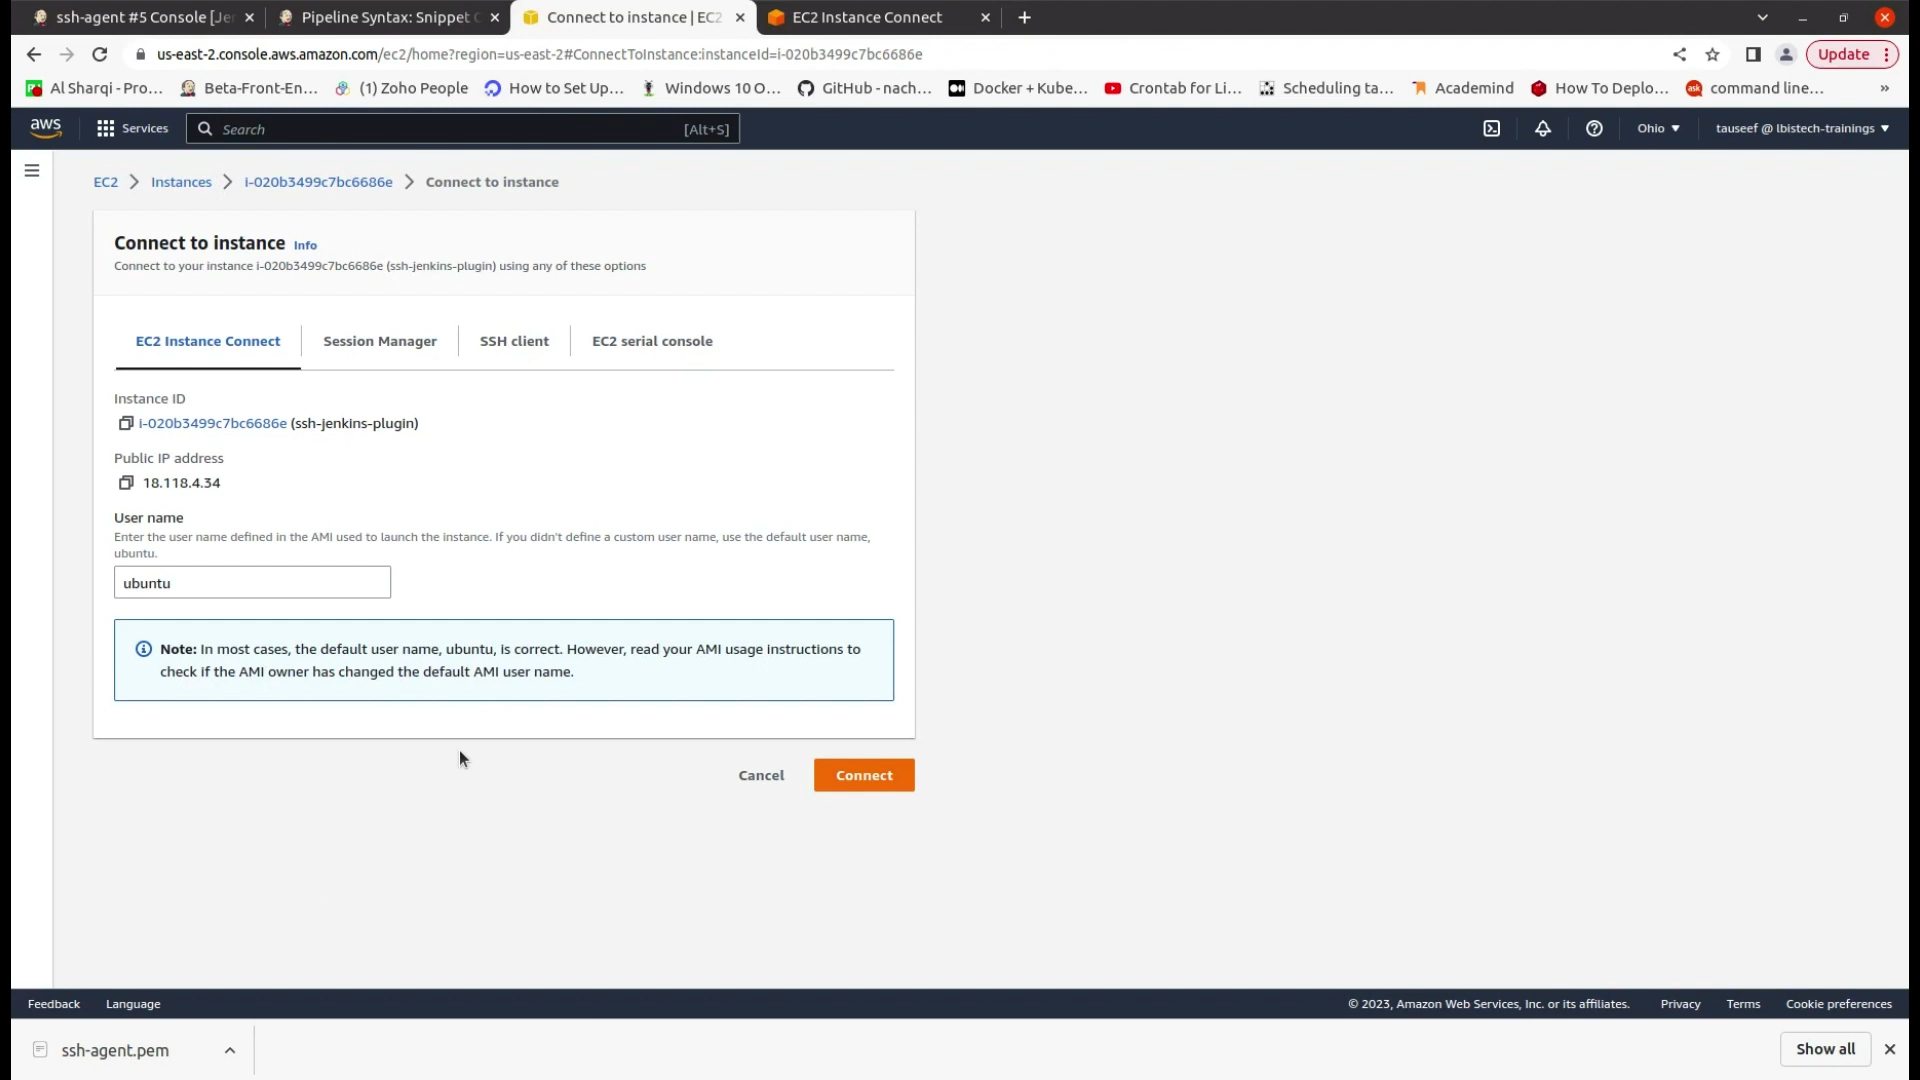 ssh-agent #5 Console [Je
Pipeline Syntax: Snippet G
Connect to instance | EC2
EC2 Instance Connect
us-east-2.console.aws.amazon.com/ec2/home?region=us-east-2#ConnectToInstance:instanceId=i-020b3499c7bc6686e
Update
Al Sharqi - Pro...
Beta-Front-En...
(1) Zoho People
How to Set Up...
Windows 10 O...
GitHub - nach...
Docker + Kube...
Crontab for Li...
Scheduling ta...
Academind
How To Deplo...
command line...
»
aws
Services
Search
[Alt+S]
Ohio
tauseef @ lbistech-trainings
EC2
Instances
i-020b3499c7bc6686e
Connect to instance
Connect to instance Info
Connect to your instance i-020b3499c7bc6686e (ssh-jenkins-plugin) using any of these options
EC2 Instance Connect
Session Manager
SSH client
EC2 serial console
Instance ID
i-020b3499c7bc6686e (ssh-jenkins-plugin)
Public IP address
18.118.4.34
User name
Enter the user name defined in the AMI used to launch the instance. If you didn't define a custom user name, use the default user name,
ubuntu.
ubuntu
Note: In most cases, the default user name, ubuntu, is correct. However, read your AMI usage instructions to
check if the AMI owner has changed the default AMI user name.
Cancel
Connect
Feedback
Language
© 2023, Amazon Web Services, Inc. or its affiliates.
Privacy
Terms
Cookie preferences
ssh-agent.pem
Show all